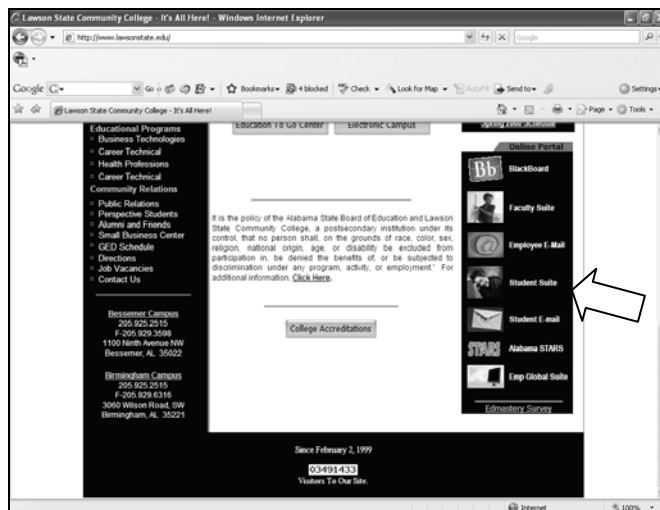 Lawson State Community College - It's All Here! - Windows Internet Explorer
http://www.lawsonstate.edu/
Google
Google G Go Bookmarks 4 blocked Check Look for Map AutoFill Send to Settings
Lawson State Community College - It's All Here! Page Tools
Educational Programs
Business Technologies
Career Technical
Health Professions
Career Technical
Community Relations
Public Relations
Perspective Students
Alumni and Friends
Small Business Center
GED Schedule
Directions
Job Vacancies
Contact Us
Bessemer Campus
205.925.2515
F-205.929.3598
1100 Ninth Avenue NW
Bessemer, AL 35022
Birmingham Campus
205.925.2515
F-205.929.6316
3060 Wilson Road, SW
Birmingham, AL 35221
Education To Go Center Electronic Campus
It is the policy of the Alabama State Board of Education and Lawson
State Community College, a postsecondary institution under its
control, that no person shall, on the grounds of race, color, sex,
religion, national origin, age, or disability be excluded from
participation in, be denied the benefits of, or be subjected to
discrimination under any program, activity, or employment." For
additional information, Click Here.
College Accreditations
Schedule
Online Portal
Bb BlackBoard
Faculty Suite
@ Employee E-Mail
Student Suite
Student E-mail
STARS Alabama STARS
Emp Global Suite
Edmastery Survey
Since February 2, 1999
03491433
Visitors To Our Site.
Internet 100%